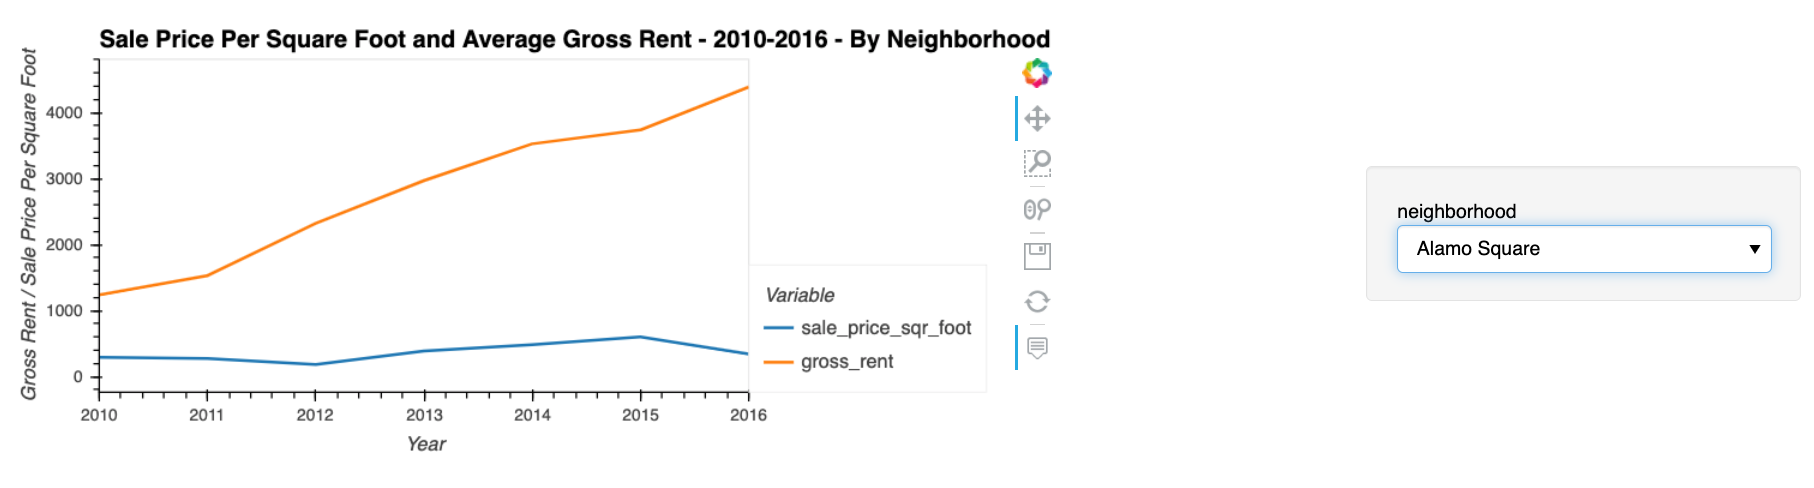 Sale Price Per Square Foot and Average Gross Rent - 2010-2016 - By Neighborhood
Gross Rent / Sale Price Per Square Foot
4000
3000
2000
1000
0
2010 2011 2012 2013 2014 2015 2016
Year
Variable
sale_price_sqr_foot
gross_rent
neighborhood
Alamo Square